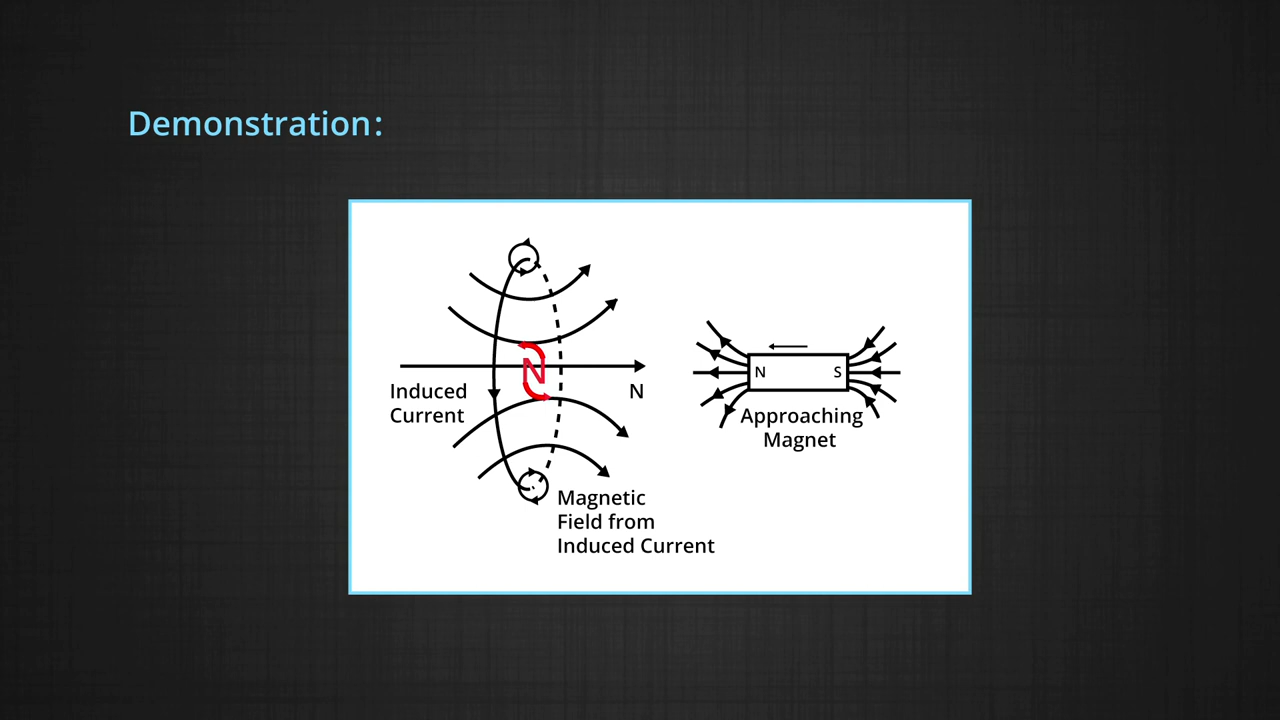 Demonstration:
N
Induced
Current
N
N
S
Approaching
Magnet
Magnetic
Field from
Induced Current